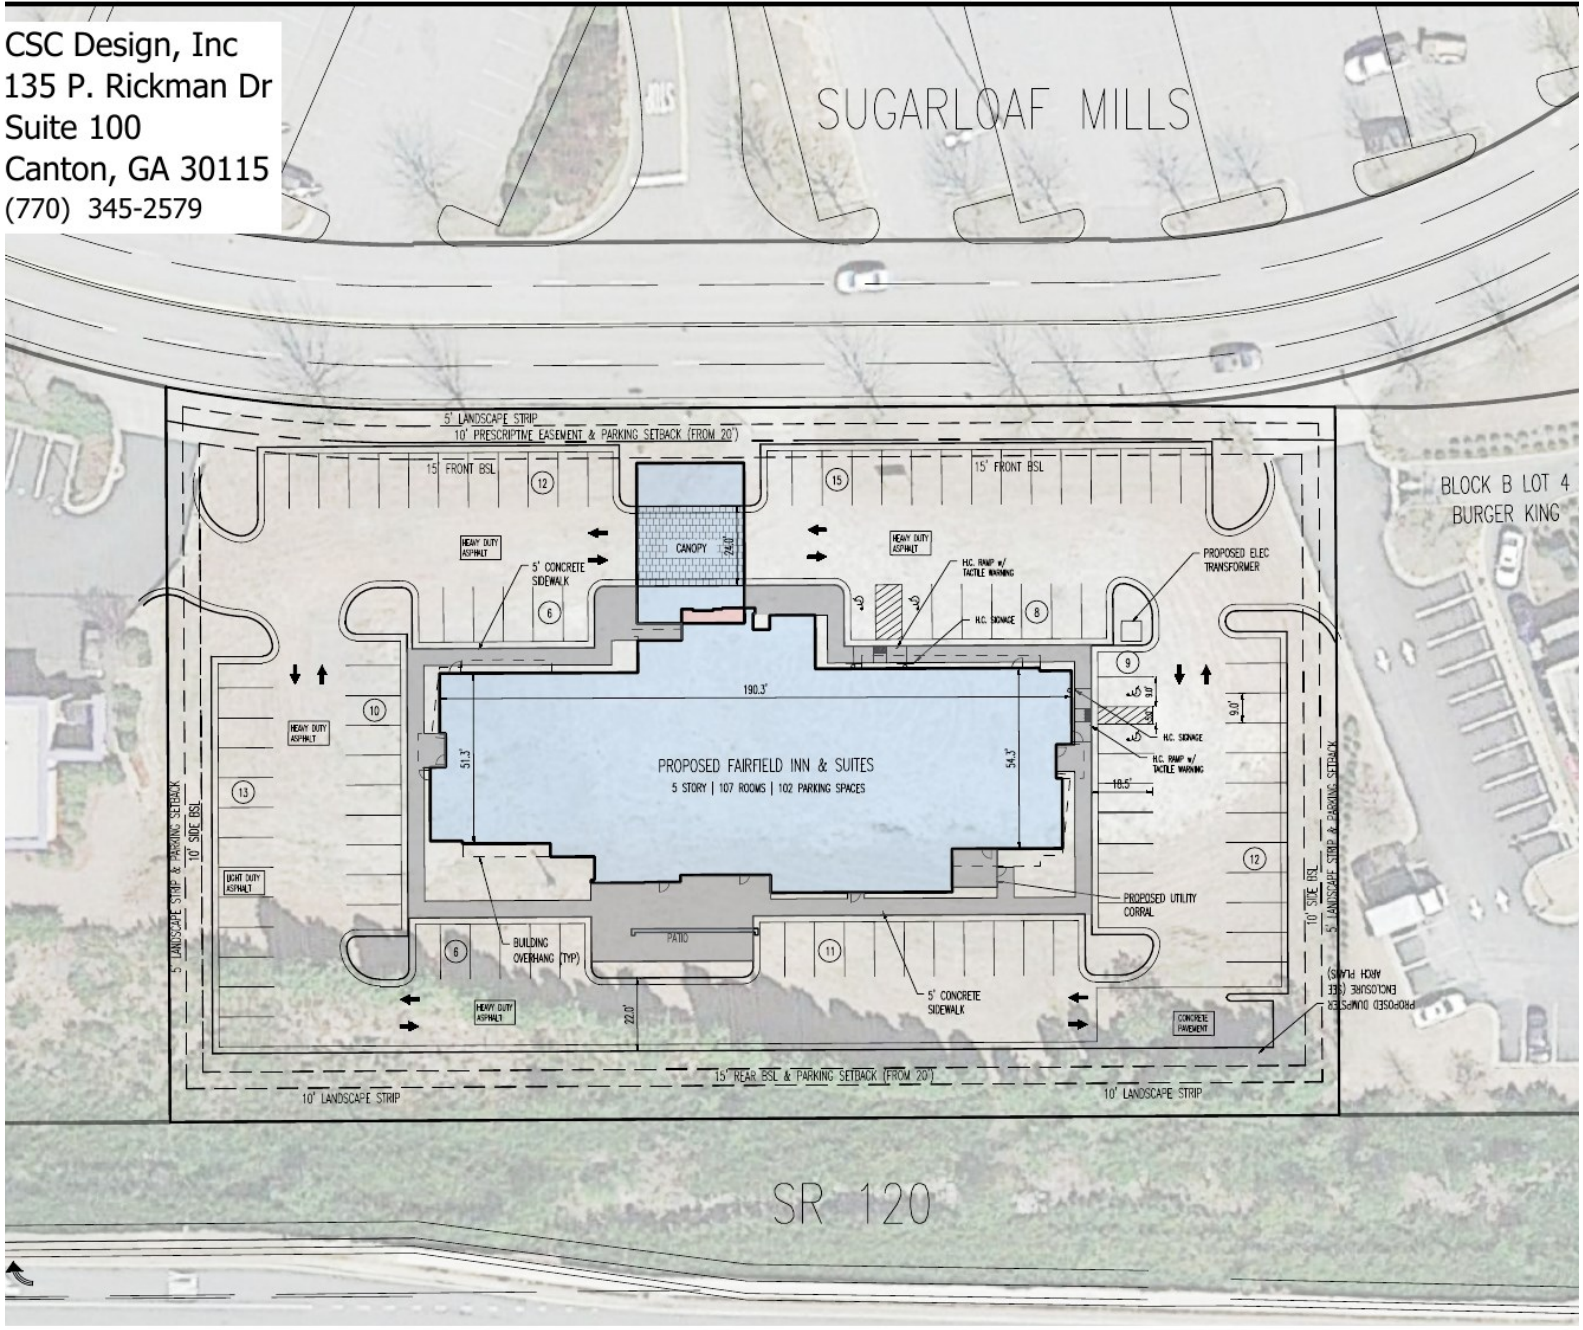 CSC Design, Inc
135 P. Rickman Dr
Suite 100
Canton, GA 30115
(770) 345-2579
STOP
SUGARLOAF MILLS
5' LANDSCAPE STRIP
10' PRESCRIPTIVE EASEMENT & PARKING SETBACK (FROM 20')
15' FRONT BSL
15' FRONT BSL
12
15
BLOCK B LOT 4
BURGER KING
HEAVY DUTY
ASPHALT
CANOPY
24.0'
HEAVY DUTY
ASPHALT
5' CONCRETE
SIDEWALK
H.C. RAMP w/
TACTILE WARNING
PROPOSED ELEC
TRANSFORMER
6
8
H.C. SIGNAGE
9
190.3'
9.0'
5.0'
9.0'
10
HEAVY DUTY
ASPHALT
51.3'
54.3'
H.C. SIGNAGE
H.C. RAMP w/
TACTILE WARNING
PROPOSED FAIRFIELD INN & SUITES
5 STORY | 107 ROOMS | 102 PARKING SPACES
18.5'
13
5' LANDSCAPE STRIP & PARKING SETBACK
10' SIDE BSL
12
10' SIDE BSL
5' LANDSCAPE STRIP & PARKING SETBACK
LIGHT DUTY
ASPHALT
PROPOSED UTILITY
CORRAL
6
BUILDING
OVERHANG (TYP)
PATIO
11
5' CONCRETE
SIDEWALK
PROPOSED DUMPSTER
ENCLOSURE (SEE
ARCH PLANS)
HEAVY DUTY
ASPHALT
22.0'
CONCRETE
PAVEMENT
15' REAR BSL & PARKING SETBACK (FROM 20')
10' LANDSCAPE STRIP
10' LANDSCAPE STRIP
SR 120